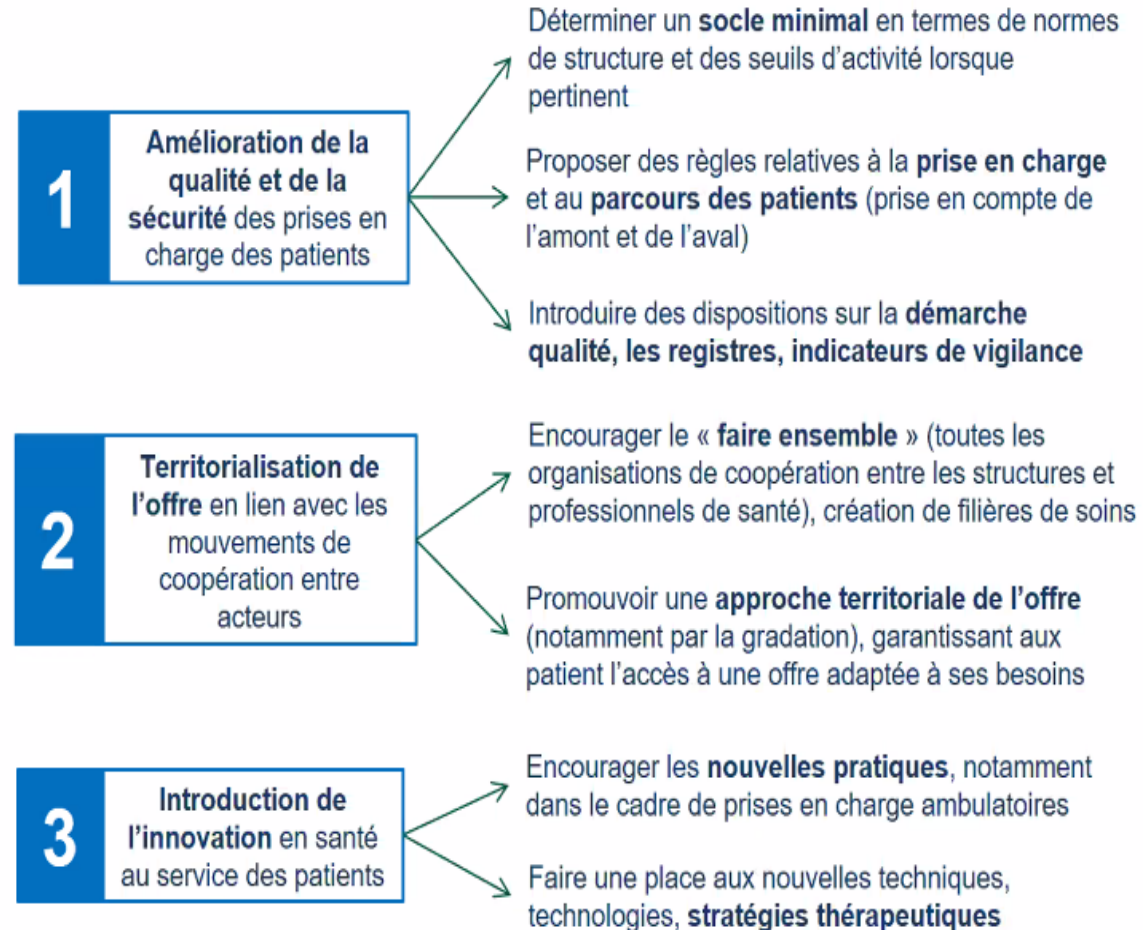 1
Amélioration de la
qualité et de la
sécurité des prises en
charge des patients
Déterminer un socle minimal en termes de normes
de structure et des seuils d'activité lorsque
pertinent
Proposer des règles relatives à la prise en charge
et au parcours des patients (prise en compte de
l'amont et de l'aval)
Introduire des dispositions sur la démarche
qualité, les registres, indicateurs de vigilance
2
Territorialisation de
l'offre en lien avec les
mouvements de
coopération entre
acteurs
Encourager le « faire ensemble » (toutes les
organisations de coopération entre les structures et
professionnels de santé), création de filières de soins
Promouvoir une approche territoriale de l'offre
(notamment par la gradation), garantissant aux
patient l'accès à une offre adaptée à ses besoins
3
Introduction de
l'innovation en santé
au service des patients
Encourager les nouvelles pratiques, notamment
dans le cadre de prises en charge ambulatoires
Faire une place aux nouvelles techniques,
technologies, stratégies thérapeutiques